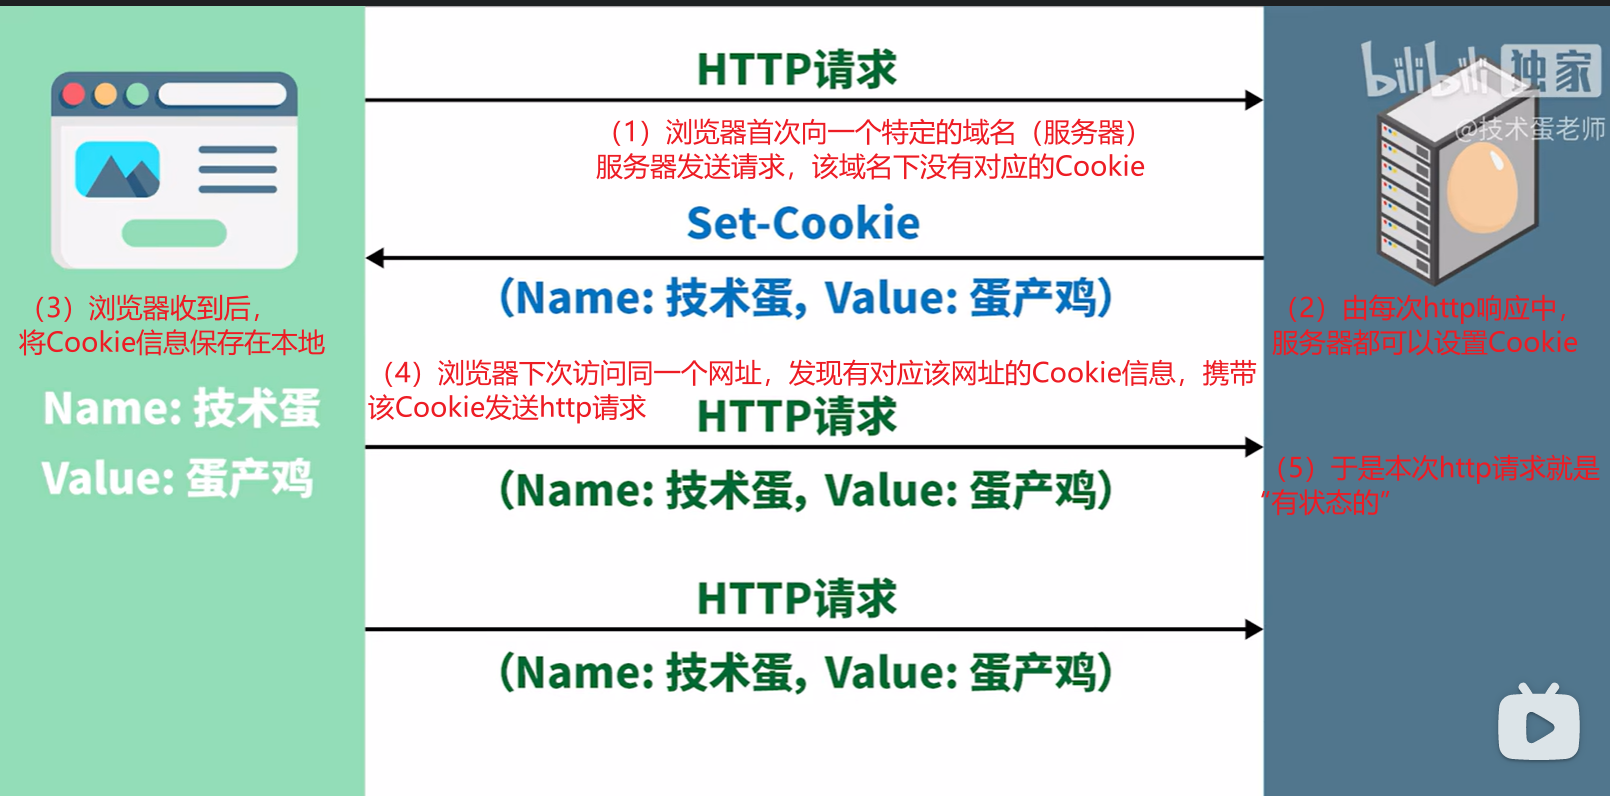 HTTP请求
bilibili 独家
@技术蛋老师
（1）浏览器首次向一个特定的域名（服务器）
服务器发送请求，该域名下没有对应的Cookie
Set-Cookie
（Name: 技术蛋, Value: 蛋产鸡）
（2）由每次http响应中，
服务器都可以设置Cookie
（3）浏览器收到后，
将Cookie信息保存在本地
Name: 技术蛋
Value: 蛋产鸡
（4）浏览器下次访问同一个网址，发现有对应该网址的Cookie信息，携带
该Cookie发送http请求
HTTP请求
（Name: 技术蛋, Value: 蛋产鸡）
（5）于是本次http请求就是
“有状态的”
HTTP请求
（Name: 技术蛋, Value: 蛋产鸡）